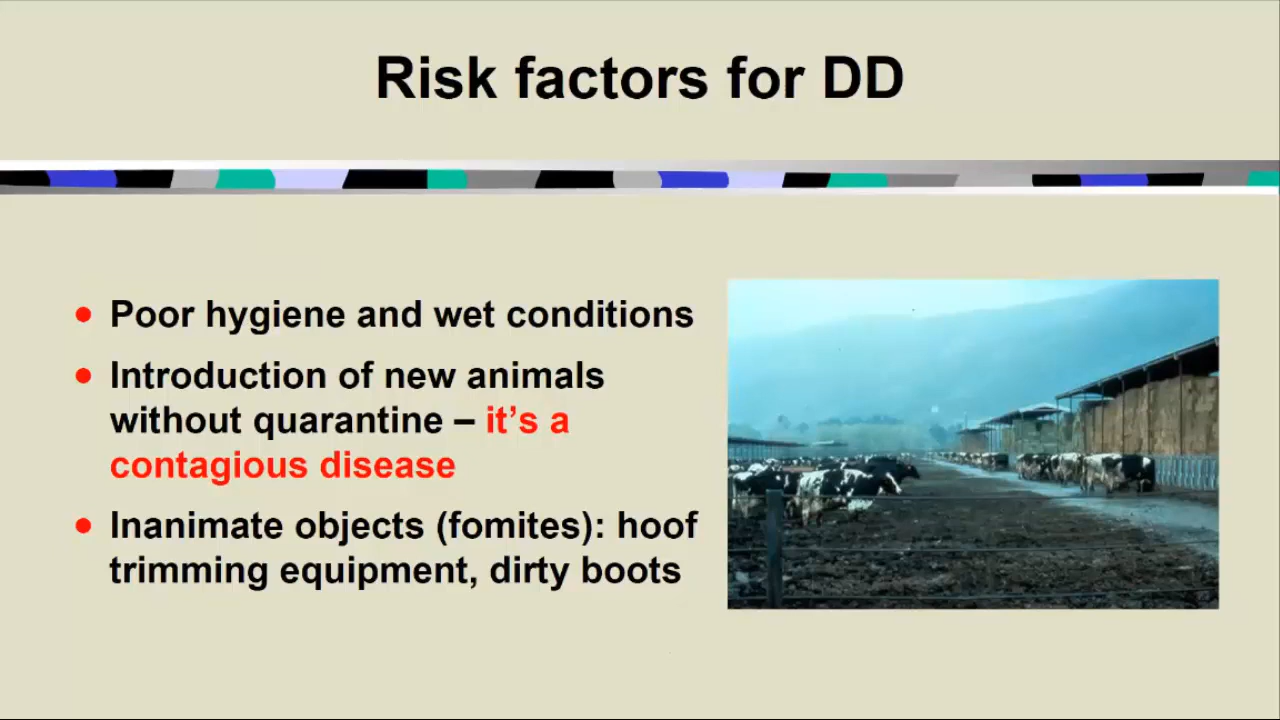 Risk factors for DD
Poor hygiene and wet conditions
Introduction of new animals
without quarantine – it’s a
contagious disease
Inanimate objects (fomites): hoof
trimming equipment, dirty boots